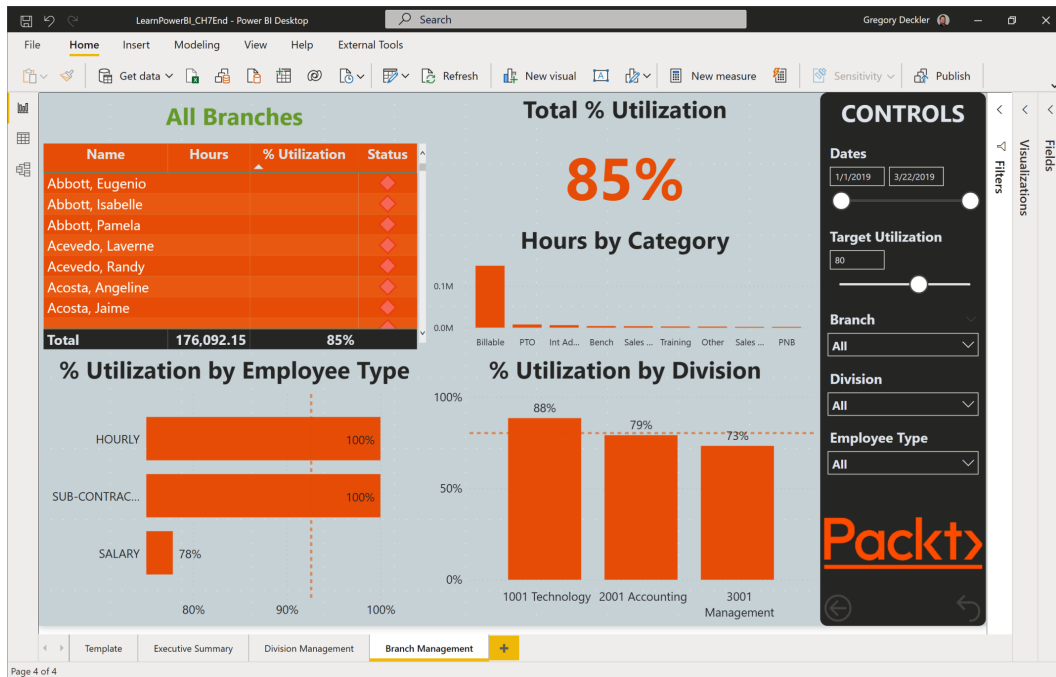 LearnPowerBI_CH7End - Power BI Desktop
Search
Gregory Deckler
File Home Insert Modeling View Help External Tools
Get data Refresh New visual New measure Sensitivity Publish
All Branches
Name Hours % Utilization Status
Abbott, Eugenio
Abbott, Isabelle
Abbott, Pamela
Acevedo, Laverne
Acevedo, Randy
Acosta, Angeline
Acosta, Jaime
Total 176,092.15 85%
Total % Utilization
85%
Hours by Category
0.1M
0.0M
Billable PTO Int Ad... Bench Sales ... Training Other Sales ... PNB
% Utilization by Employee Type
HOURLY 100%
SUB-CONTRAC... 100%
SALARY 78%
80% 90% 100%
% Utilization by Division
100%
88%
79%
73%
50%
0%
1001 Technology 2001 Accounting 3001
Management
CONTROLS
Dates
1/1/2019 3/22/2019
Target Utilization
80
Branch
All
Division
All
Employee Type
All
Packt>
Filters
Visualizations
Fields
Template Executive Summary Division Management Branch Management +
Page 4 of 4